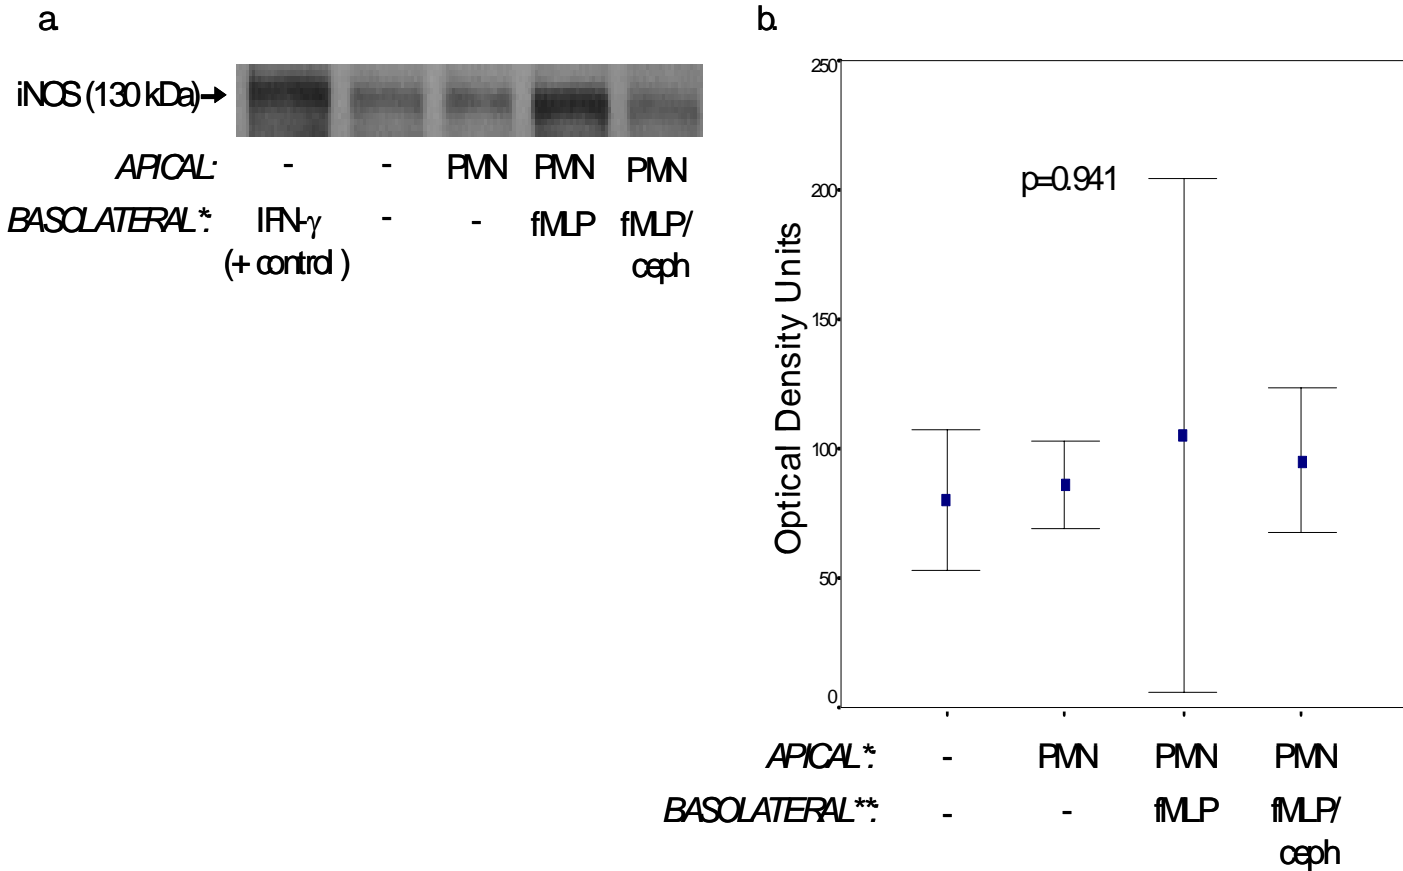 a.
iNOS (130 kDa)
APICAL: - - PMN PMN PMN
BASOLATERAL*: IFN-γ - - fMLP fMLP/
(+ control ) ceph
b.
250
200
150
100
50
0
Optical Density Units
p=0.941
APICAL*: - PMN PMN PMN
BASOLATERAL**: - - fMLP fMLP/
ceph